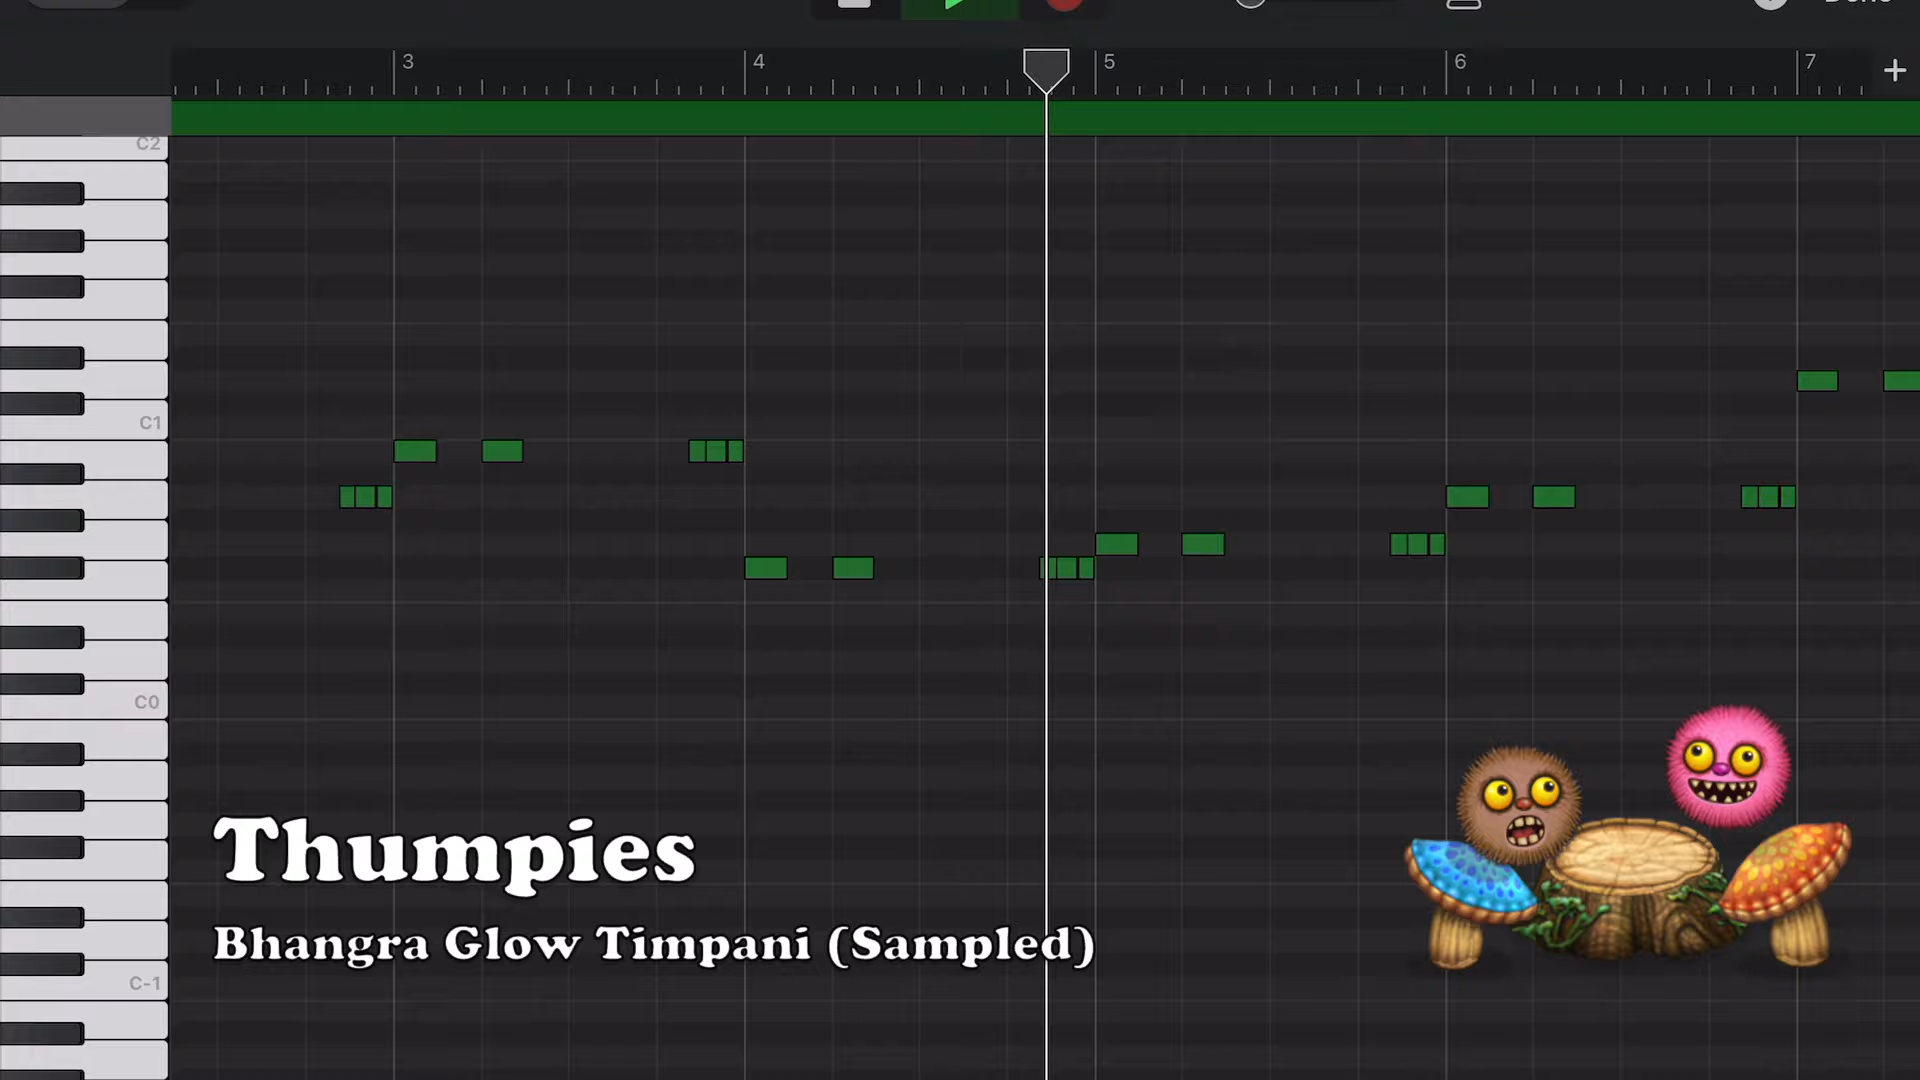 3 4 5 6 7
C2
C1
C0
Thumpies
Bhangra Glow Timpani (Sampled)
C-1